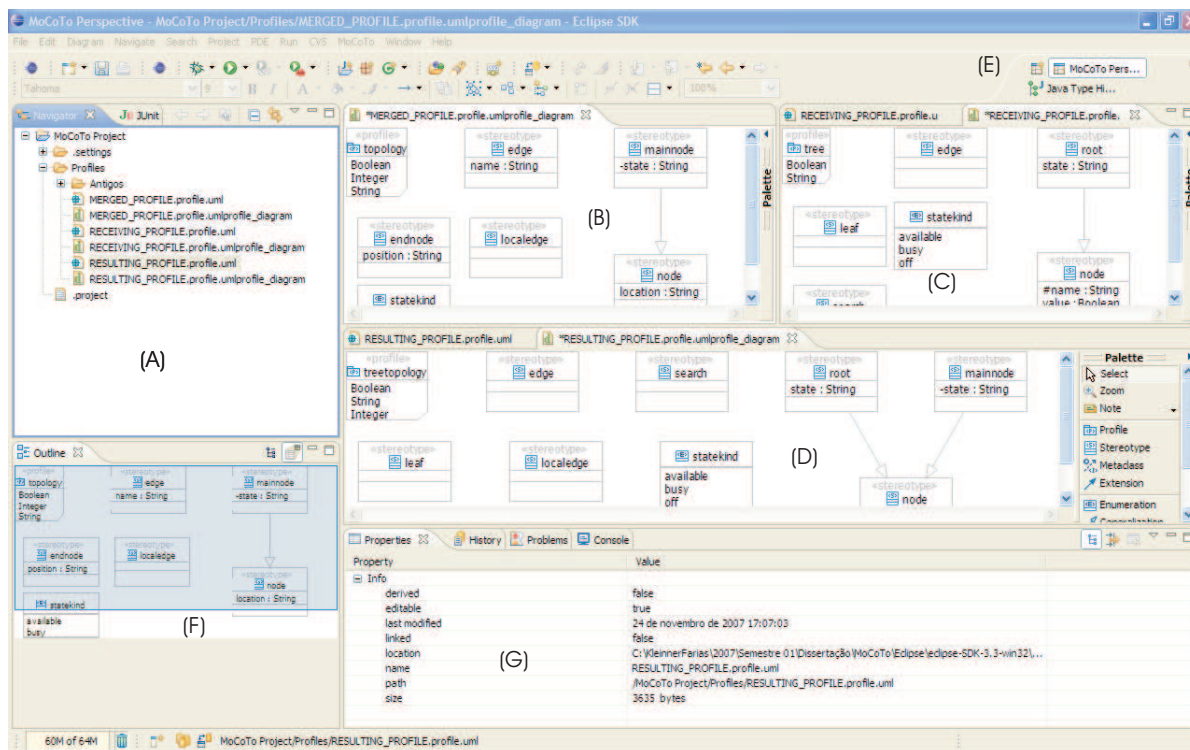 MoCoTo Perspective - MoCoTo Project/Profiles/MERGED_PROFILE.profile.umlprofile_diagram - Eclipse SDK
File Edit Diagram Navigate Search Project PDE Run CVS MoCoTo Window Help
(E)
MoCoTo Pers...
Tahoma 9 B I A 100%
Java Type Hi...
Navigator JUnit
MoCoTo Project
.settings
Profiles
Antigos
MERGED_PROFILE.profile.uml
MERGED_PROFILE.profile.umlprofile_diagram
RECEIVING_PROFILE.profile.uml
RECEIVING_PROFILE.profile.umlprofile_diagram
RESULTING_PROFILE.profile.uml
RESULTING_PROFILE.profile.umlprofile_diagram
.project
(A)
*MERGED_PROFILE.profile.umlprofile_diagram
«profile»
topology
Boolean
Integer
String
«stereotype»
edge
name : String
«stereotype»
mainnode
-state : String
(B)
«stereotype»
endnode
position : String
«stereotype»
localedge
«stereotype»
node
location : String
statekind
Palette
RECEIVING_PROFILE.profile.u
*RECEIVING_PROFILE.profile.
«profile»
tree
Boolean
String
«stereotype»
edge
«stereotype»
root
state : String
«stereotype»
leaf
statekind
available
busy
off
(C)
«stereotype»
node
#name : String
value : Boolean
«stereotype»
search
Palette
RESULTING_PROFILE.profile.uml
*RESULTING_PROFILE.profile.umlprofile_diagram
«profile»
treetopology
Boolean
String
Integer
«stereotype»
edge
«stereotype»
search
«stereotype»
root
state : String
«stereotype»
mainnode
-state : String
«stereotype»
leaf
«stereotype»
localedge
statekind
available
busy
off
(D)
«stereotype»
node
Palette
Select
Zoom
Note
Profile
Stereotype
Metaclass
Extension
Enumeration
Generalization
Outline
«profile»
topology
Boolean
Integer
String
«stereotype»
edge
name : String
«stereotype»
mainnode
-state : String
«stereotype»
endnode
position : String
«stereotype»
localedge
«stereotype»
node
location : String
statekind
available
busy
(F)
Properties History Problems Console
Property Value
Info
derived false
editable true
last modified 24 de novembro de 2007 17:07:03
linked false
location C:\KleinnerFarias\2007\Semestre 01\Dissertação\MoCoTo\Eclipse\eclipse-SDK-3.3-win32\...
name RESULTING_PROFILE.profile.uml
path /MoCoTo Project/Profiles/RESULTING_PROFILE.profile.uml
size 3635 bytes
(G)
60M of 64M
MoCoTo Project/Profiles/RESULTING_PROFILE.profile.uml